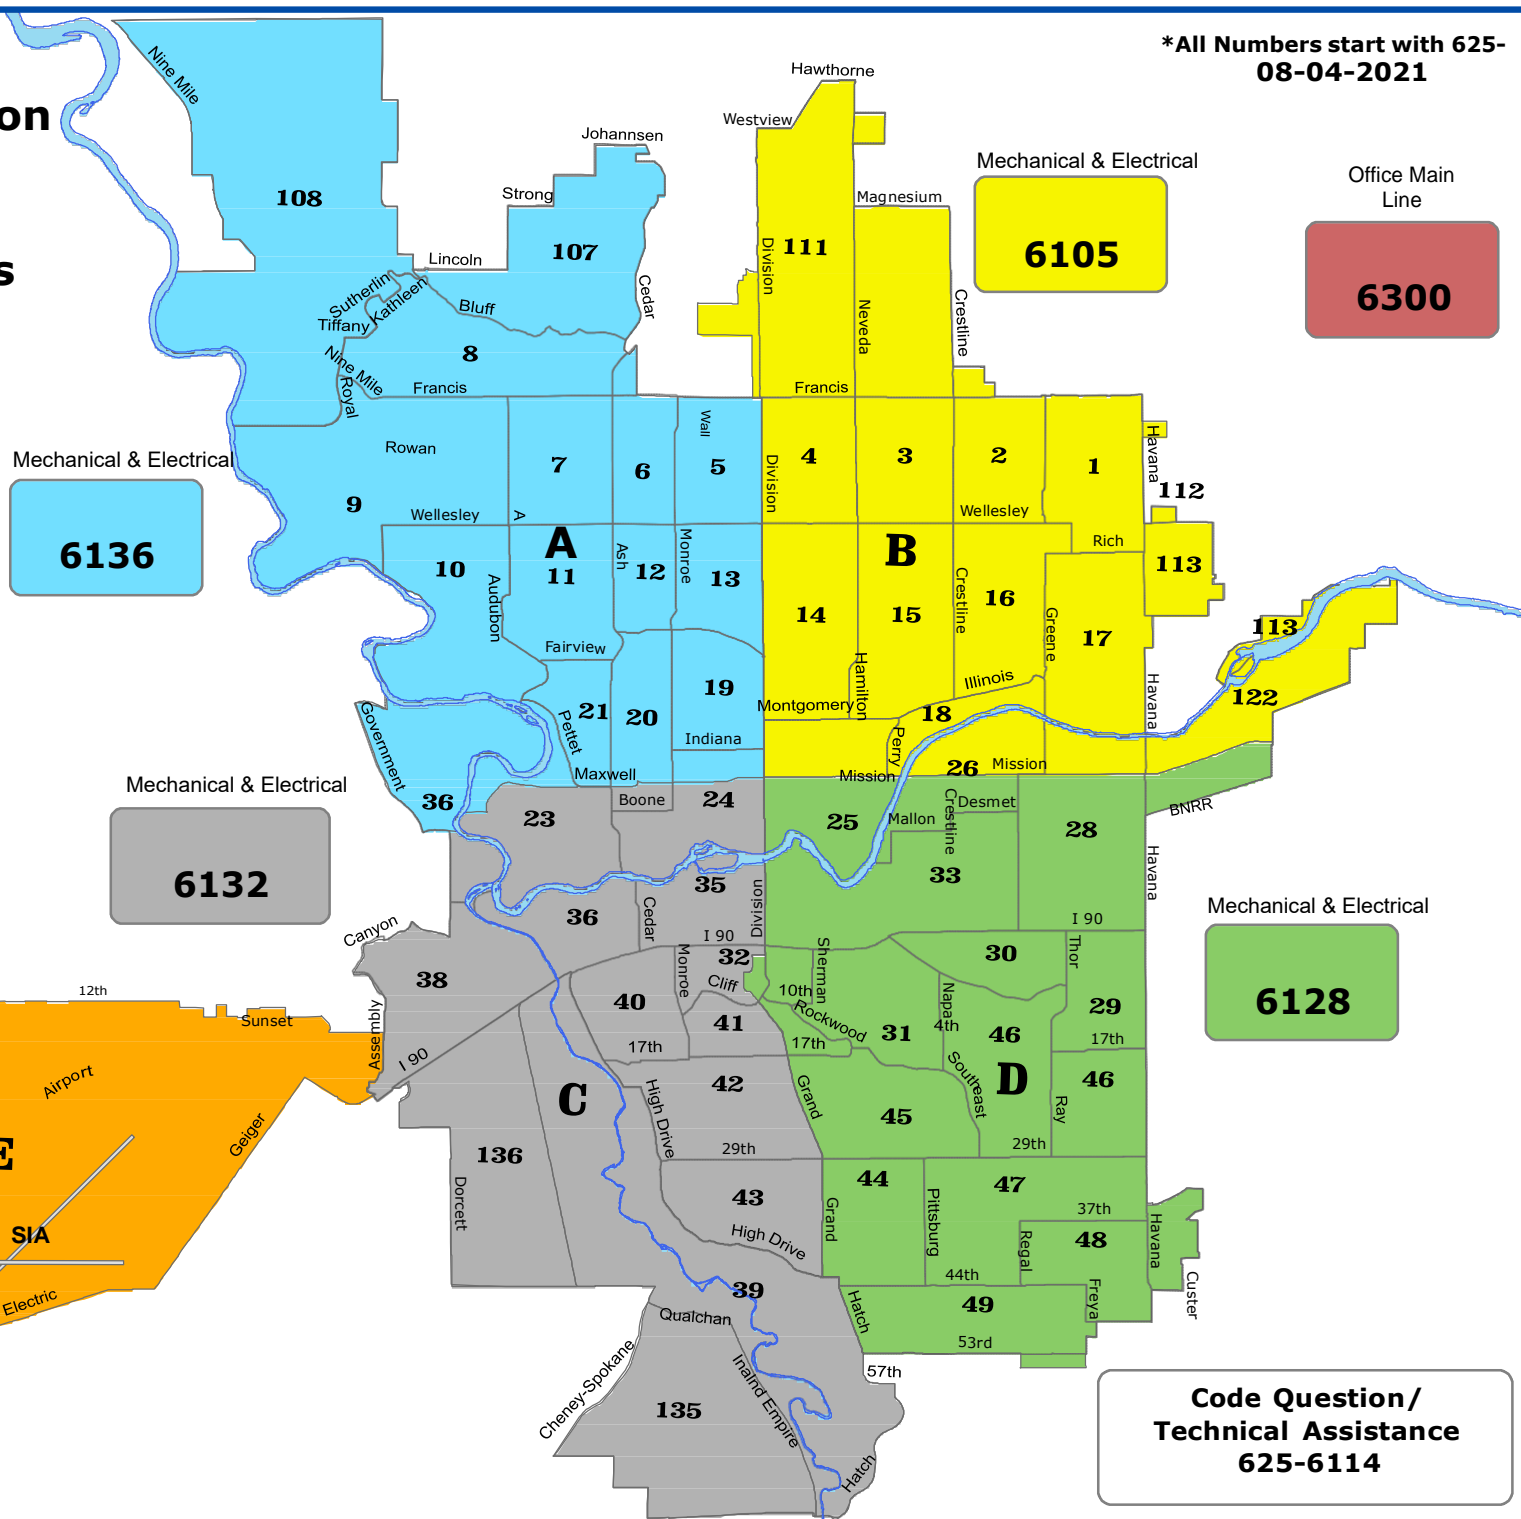 *All Numbers start with 625-
08-04-2021
on
s
Hawthorne
Westview
Nine Mile
Johannsen
Mechanical & Electrical
6105
Office Main
Line
6300
108
Strong
Magnesium
107
111
Division
Lincoln
Sutherlin
Kathleen
Tiffany
Bluff
Cedar
Neveda
Crestline
8
Nine Mile
Royal
Francis
Francis
Wall
Rowan
Mechanical & Electrical
6136
7
6
5
4
3
2
1
Havana
112
Division
9
Wellesley
A
Wellesley
A
B
Rich
10
11
Ash
12
Monroe
13
113
Audubon
14
15
Crestline
16
Greene
17
113
Fairview
Hamilton
19
Illinois
122
Government
21
20
Pettet
Montgomery
18
Havana
Indiana
Perry
Maxwell
Mission
26
Mission
Mechanical & Electrical
6132
36
23
Boone
24
25
Mallon
Crestline
Desmet
28
BNRR
33
Havana
35
Division
36
Cedar
I 90
I 90
Mechanical & Electrical
6128
Canyon
38
Monroe
32
Cliff
Sherman
30
Thor
12th
Sunset
Assembly
40
41
10th
Rockwood
31
Napa
4th
46
29
I 90
17th
17th
17th
Airport
Geiger
C
High Drive
42
Grand
Southeast
D
46
45
Ray
E
136
29th
29th
Dorcett
43
44
47
SIA
High Drive
Grand
Pittsburg
37th
Regal
48
Havana
44th
Electric
39
Hatch
49
Freya
Custer
Qualchan
53rd
Cheney-Spokane
Inalnd Empire
57th
135
Hatch
Code Question/
Technical Assistance
625-6114